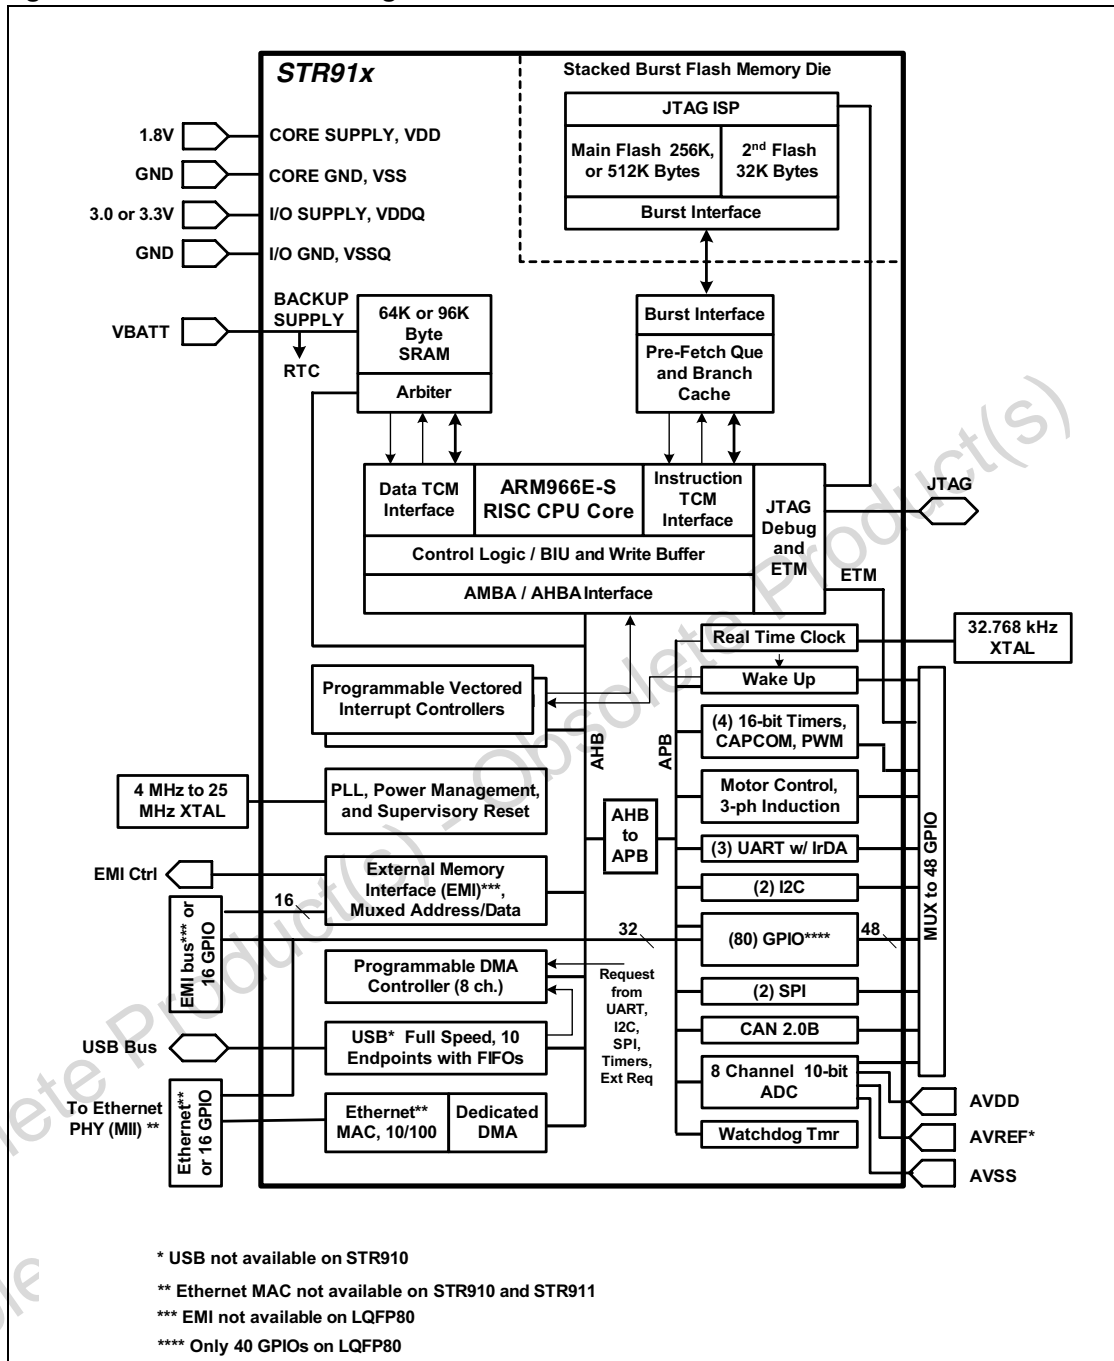 STR91x
Stacked Burst Flash Memory Die
JTAG ISP
Main Flash 256K,
or 512K Bytes
2nd Flash
32K Bytes
Burst Interface
1.8V
CORE SUPPLY, VDD
GND
CORE GND, VSS
3.0 or 3.3V
I/O SUPPLY, VDDQ
GND
I/O GND, VSSQ
VBATT
BACKUP
SUPPLY
RTC
64K or 96K
Byte
SRAM
Arbiter
Burst Interface
Pre-Fetch Que
and Branch
Cache
Data TCM
Interface
ARM966E-S
RISC CPU Core
Instruction
TCM
Interface
JTAG
Debug
and
ETM
Control Logic / BIU and Write Buffer
AMBA / AHBA Interface
JTAG
ETM
Real Time Clock
32.768 kHz
XTAL
Wake Up
Programmable Vectored
Interrupt Controllers
AHB
APB
(4) 16-bit Timers,
CAPCOM, PWM
4 MHz to 25
MHz XTAL
PLL, Power Management,
and Supervisory Reset
Motor Control,
3-ph Induction
AHB
to
APB
(3) UART w/ IrDA
MUX to 48 GPIO
EMI Ctrl
External Memory
Interface (EMI)***,
Muxed Address/Data
(2) I2C
16
EMI bus*** or
16 GPIO
32
(80) GPIO****
48
Programmable DMA
Controller (8 ch.)
Request
from
UART,
I2C,
SPI,
Timers,
Ext Req
(2) SPI
USB Bus
USB* Full Speed, 10
Endpoints with FIFOs
CAN 2.0B
8 Channel 10-bit
ADC
To Ethernet
PHY (MII) **
Ethernet**
or 16 GPIO
Ethernet**
MAC, 10/100
Dedicated
DMA
Watchdog Tmr
AVDD
AVREF*
AVSS
* USB not available on STR910
** Ethernet MAC not available on STR910 and STR911
*** EMI not available on LQFP80
**** Only 40 GPIOs on LQFP80
Obsolete Product(s) - Obsolete Product(s)